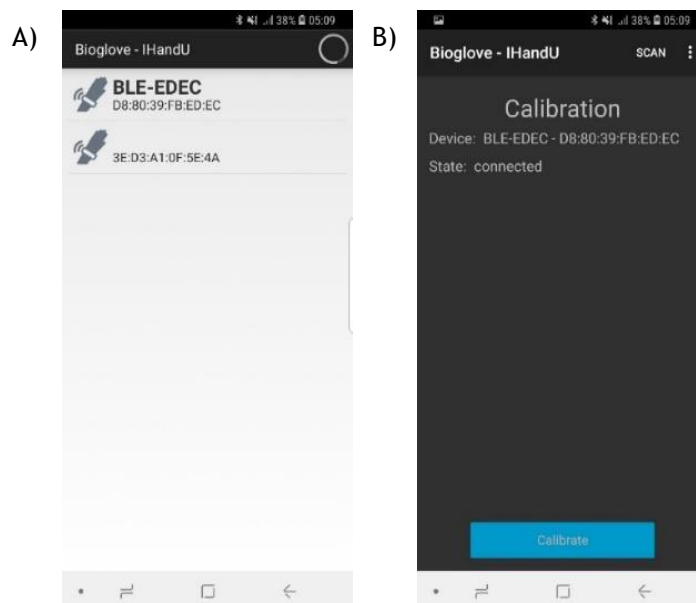 A)
38% 05:09
Bioglove - IHandU
BLE-EDEC
D8:80:39:FB:ED:EC
3E:D3:A1:0F:5E:4A
B)
38% 05:09
Bioglove - IHandU SCAN
Calibration
Device: BLE-EDEC - D8:80:39:FB:ED:EC
State: connected
Calibrate